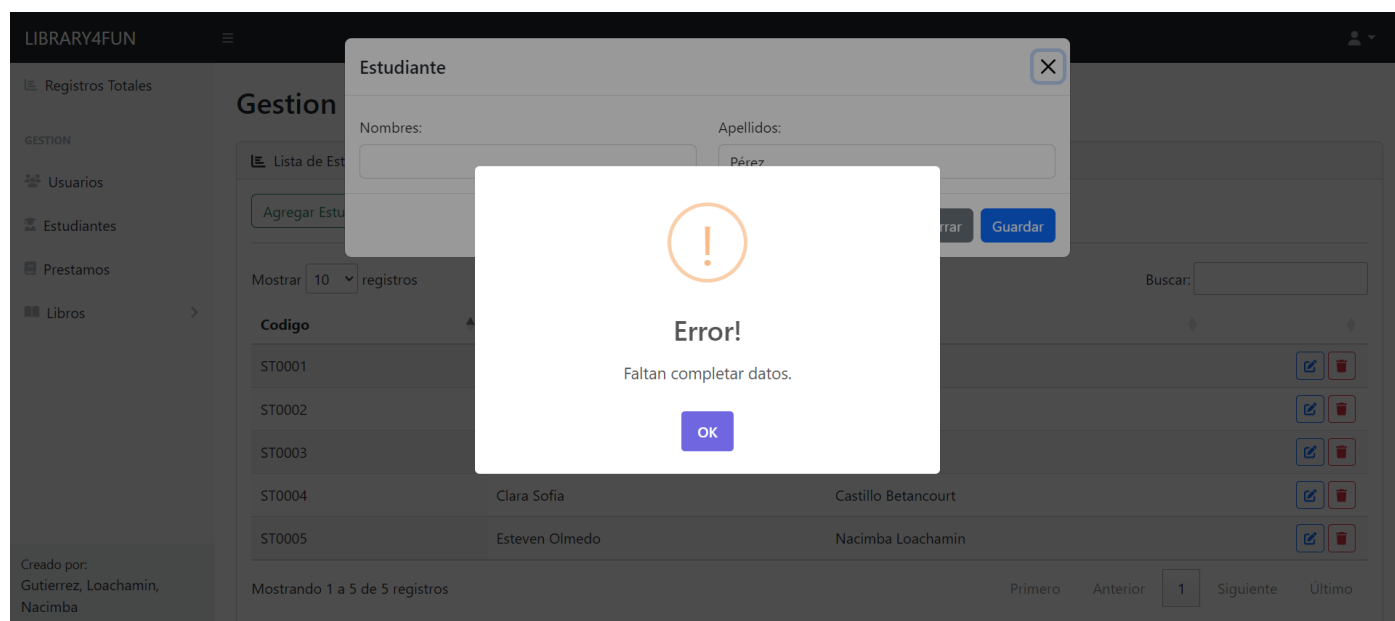 LIBRARY4FUN
Registros Totales
GESTION
Usuarios
Estudiantes
Prestamos
Libros
Creado por:
Gutierrez, Loachamin,
Nacimba
Gestion
Lista de Est
Agregar Estu
Mostrar 10 registros
Buscar:
Codigo
ST0001
ST0002
ST0003
ST0004 Clara Sofia Castillo Betancourt
ST0005 Esteven Olmedo Nacimba Loachamin
Mostrando 1 a 5 de 5 registros
Primero Anterior 1 Siguiente Último
Estudiante
Nombres: Apellidos:
Pérez
rrar Guardar
!
Error!
Faltan completar datos.
OK